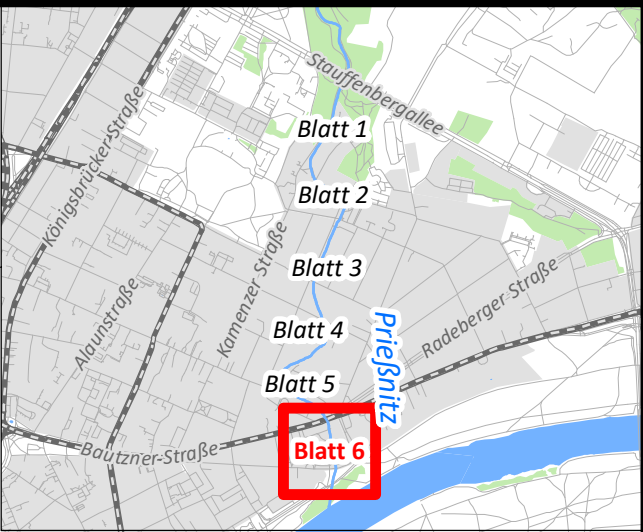 Stauffenbergallee
Blatt 1
Königsbrücker-Straße
Blatt 2
Kamenzer Straße
Blatt 3
Radeberger-Straße
Alaunstraße
Blatt 4
Prießnitz
Blatt 5
Bautzner-Straße
Blatt 6